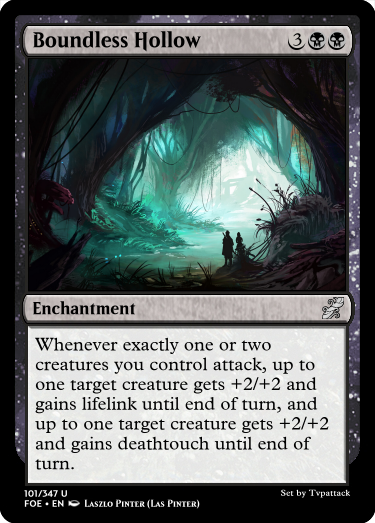 Boundless Hollow 3
Enchantment
Whenever exactly one or two
creatures you control attack, up to
one target creature gets +2/+2 and
gains lifelink until end of turn, and
up to one target creature gets +2/+2
and gains deathtouch until end of
turn.
101/347 U
FOE • EN Laszlo Pinter (Las Pinter)
Set by Tvpattack